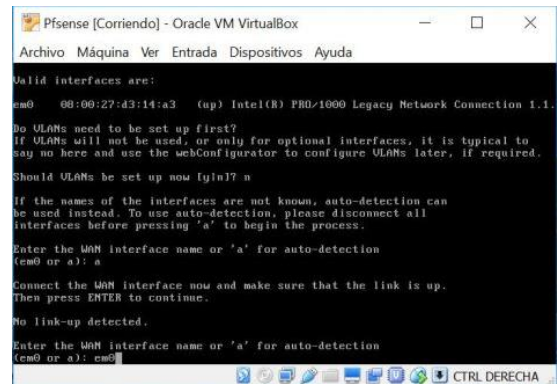 Pfsense [Corriendo] - Oracle VM VirtualBox
Archivo Máquina Ver Entrada Dispositivos Ayuda
Valid interfaces are:
em0 08:00:27:d3:14:a3 (up) Intel(R) PRO/1000 Legacy Network Connection 1.1.
Do VLANs need to be set up first?
If VLANs will not be used, or only for optional interfaces, it is typical to
say no here and use the webConfigurator to configure VLANs later, if required.
Should VLANs be set up now [y|n]? n
If the names of the interfaces are not known, auto-detection can
be used instead. To use auto-detection, please disconnect all
interfaces before pressing 'a' to begin the process.
Enter the WAN interface name or 'a' for auto-detection
(em0 or a): a
Connect the WAN interface now and make sure that the link is up.
Then press ENTER to continue.
No link-up detected.
Enter the WAN interface name or 'a' for auto-detection
(em0 or a): em0
CTRL DERECHA